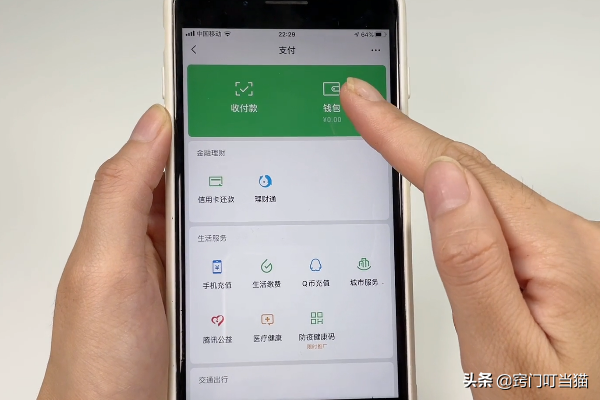 中国移动 22:29 64%
支付
收付款 钱包
¥0.00
金融理财
信用卡还款 理财通
生活服务
手机充值 生活缴费 Q币充值 城市服务
腾讯公益 医疗健康 防疫健康码
交通出行
头条 @窍门叮当猫